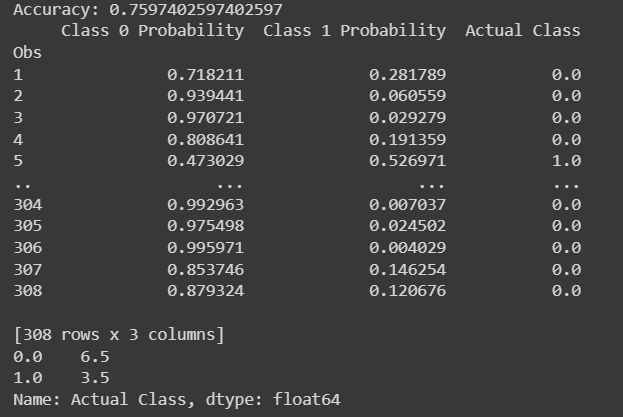 Accuracy: 0.7597402597402597
Class 0 Probability Class 1 Probability Actual Class
Obs
1 0.718211 0.281789 0.0
2 0.939441 0.060559 0.0
3 0.970721 0.029279 0.0
4 0.808641 0.191359 0.0
5 0.473029 0.526971 1.0
.. ... ... ...
304 0.992963 0.007037 0.0
305 0.975498 0.024502 0.0
306 0.995971 0.004029 0.0
307 0.853746 0.146254 0.0
308 0.879324 0.120676 0.0
[308 rows x 3 columns]
0.0 6.5
1.0 3.5
Name: Actual Class, dtype: float64